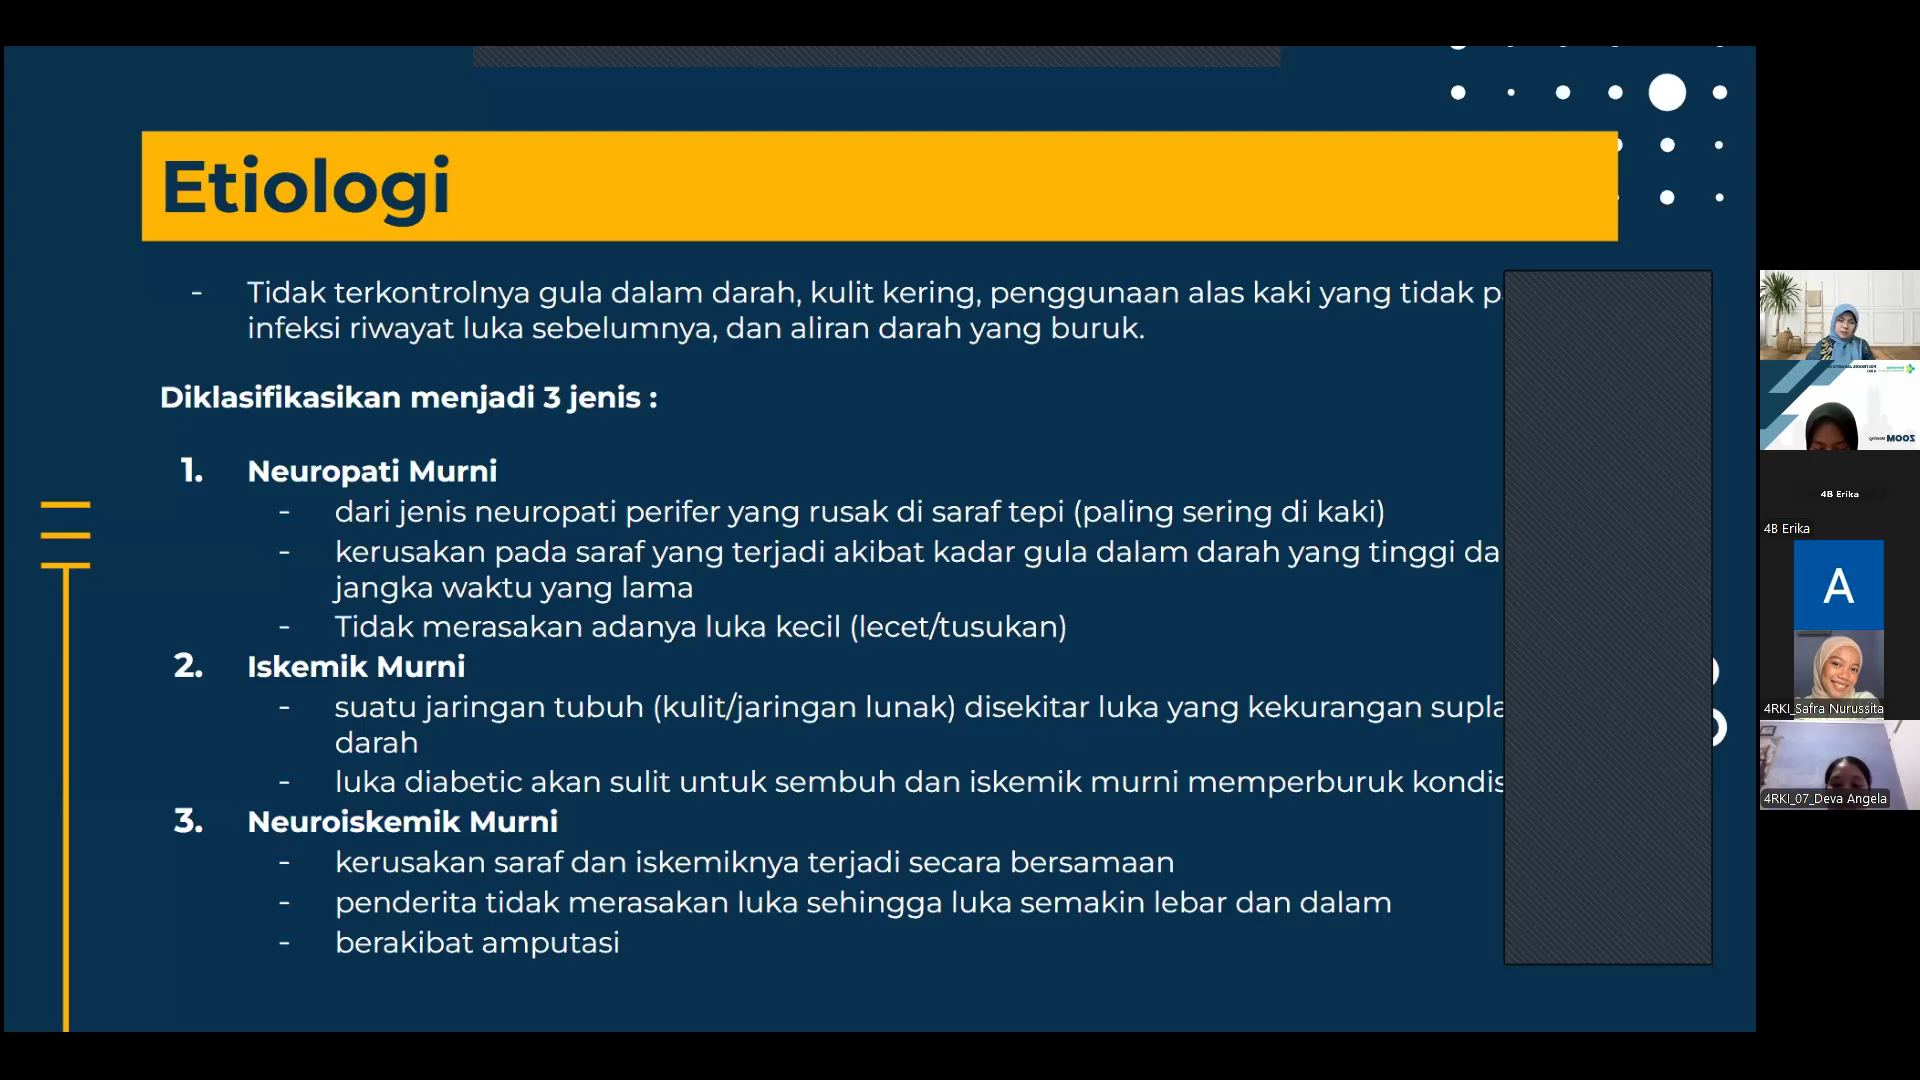 Etiologi
- Tidak terkontrolnya gula dalam darah, kulit kering, penggunaan alas kaki yang tidak
infeksi riwayat luka sebelumnya, dan aliran darah yang buruk.
Diklasifikasikan menjadi 3 jenis :
1. Neuropati Murni
- dari jenis neuropati perifer yang rusak di saraf tepi (paling sering di kaki)
- kerusakan pada saraf yang terjadi akibat kadar gula dalam darah yang tinggi da
jangka waktu yang lama
- Tidak merasakan adanya luka kecil (lecet/tusukan)
2. Iskemik Murni
- suatu jaringan tubuh (kulit/jaringan lunak) disekitar luka yang kekurangan supla
darah
- luka diabetic akan sulit untuk sembuh dan iskemik murni memperburuk kondis
3. Neuroiskemik Murni
- kerusakan saraf dan iskemiknya terjadi secara bersamaan
- penderita tidak merasakan luka sehingga luka semakin lebar dan dalam
- berakibat amputasi
4B Erika
4B Erika
A
4RKI_Safra Nurussita
4RKI_07_Deva Angela